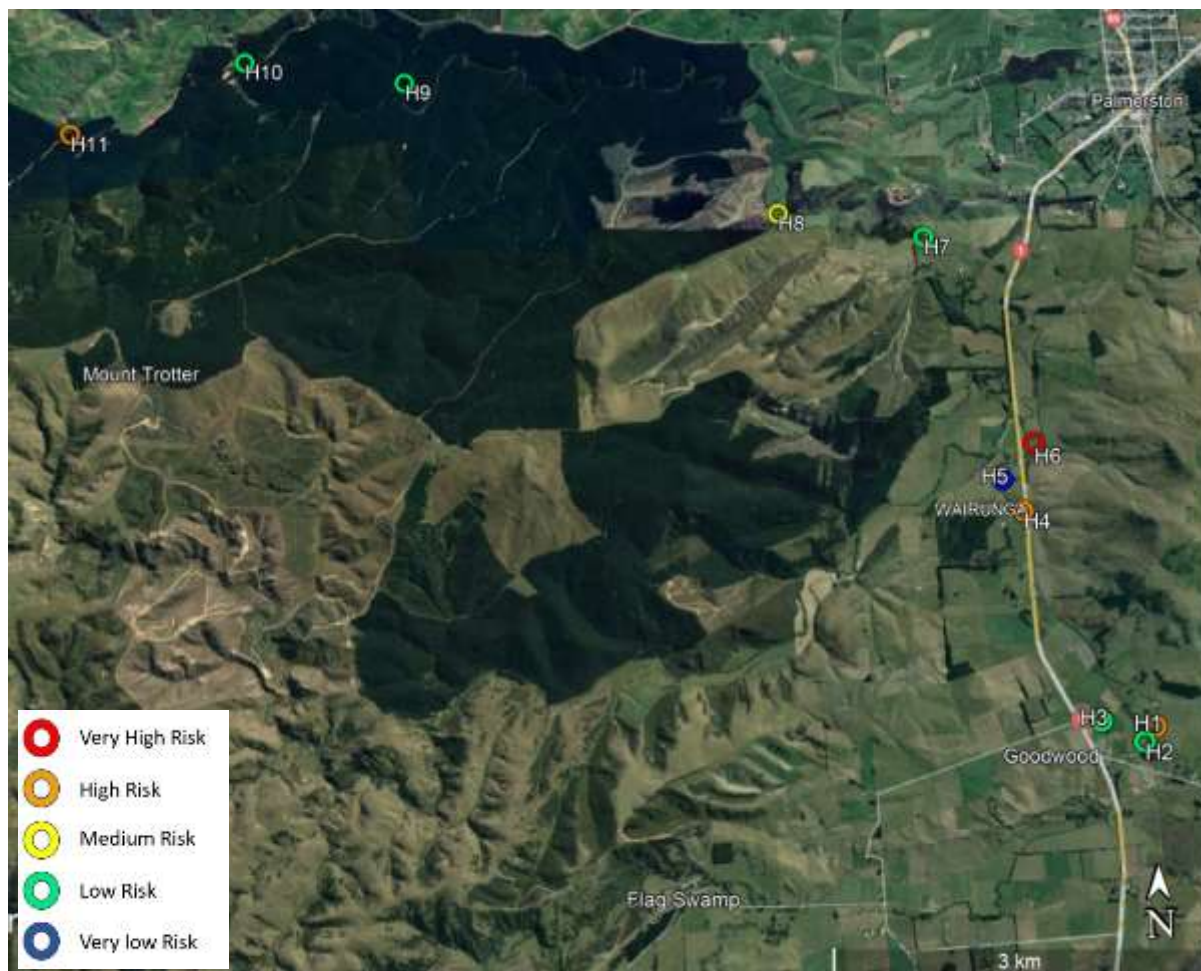 H10
H9
Palmerston
H11
H8
H7
1
Mount Trotter
H6
H5
WAIRUNGA
H4
H3
H1
H2
Goodwood
Very High Risk
High Risk
Medium Risk
Low Risk
Very low Risk
Flag Swamp
N
3 km